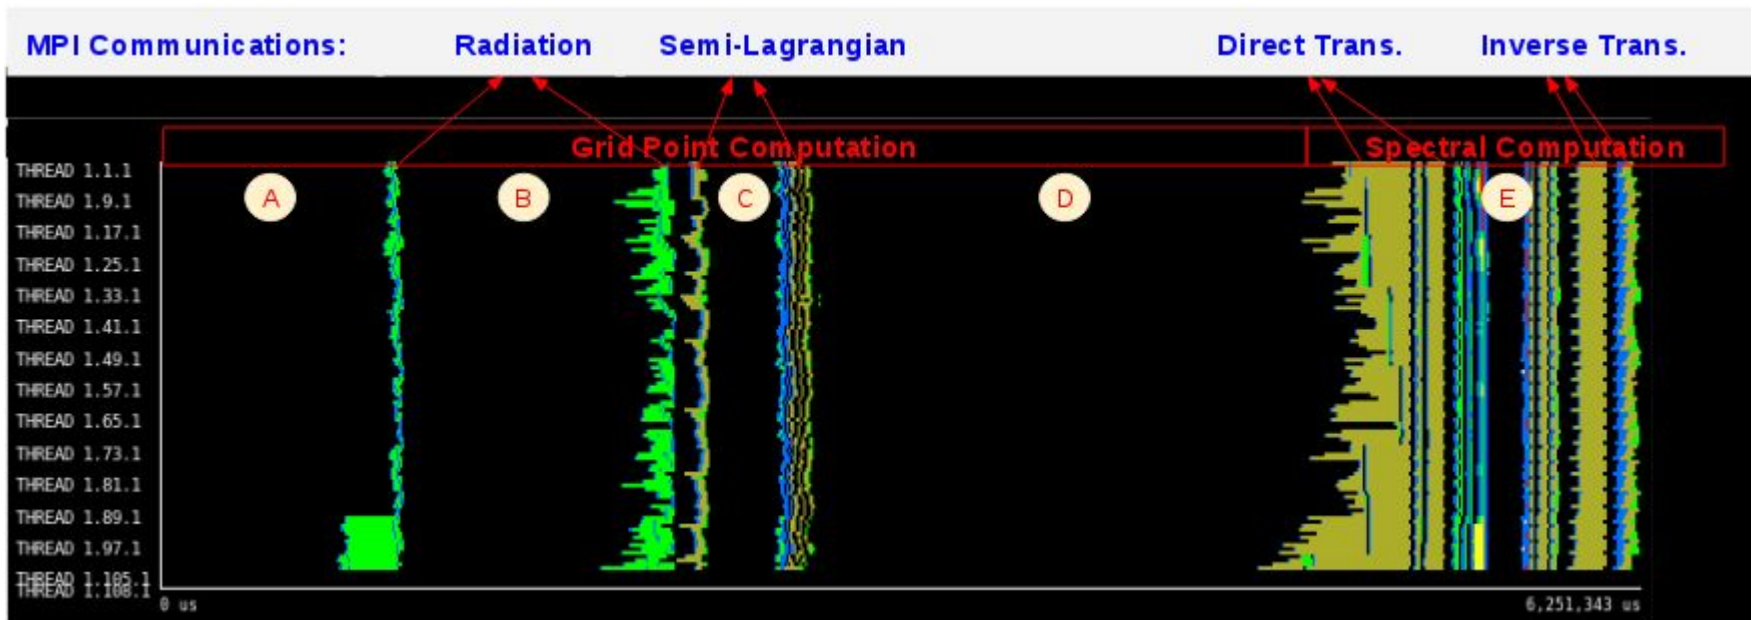 MPI Communications: Radiation Semi-Lagrangian Direct Trans. Inverse Trans.
Grid Point Computation Spectral Computation
THREAD 1.1.1
A B C D E
THREAD 1.9.1
THREAD 1.17.1
THREAD 1.25.1
THREAD 1.33.1
THREAD 1.41.1
THREAD 1.49.1
THREAD 1.57.1
THREAD 1.65.1
THREAD 1.73.1
THREAD 1.81.1
THREAD 1.89.1
THREAD 1.97.1
THREAD 1.105.1
THREAD 1.108.1
0 us 6,251,343 us